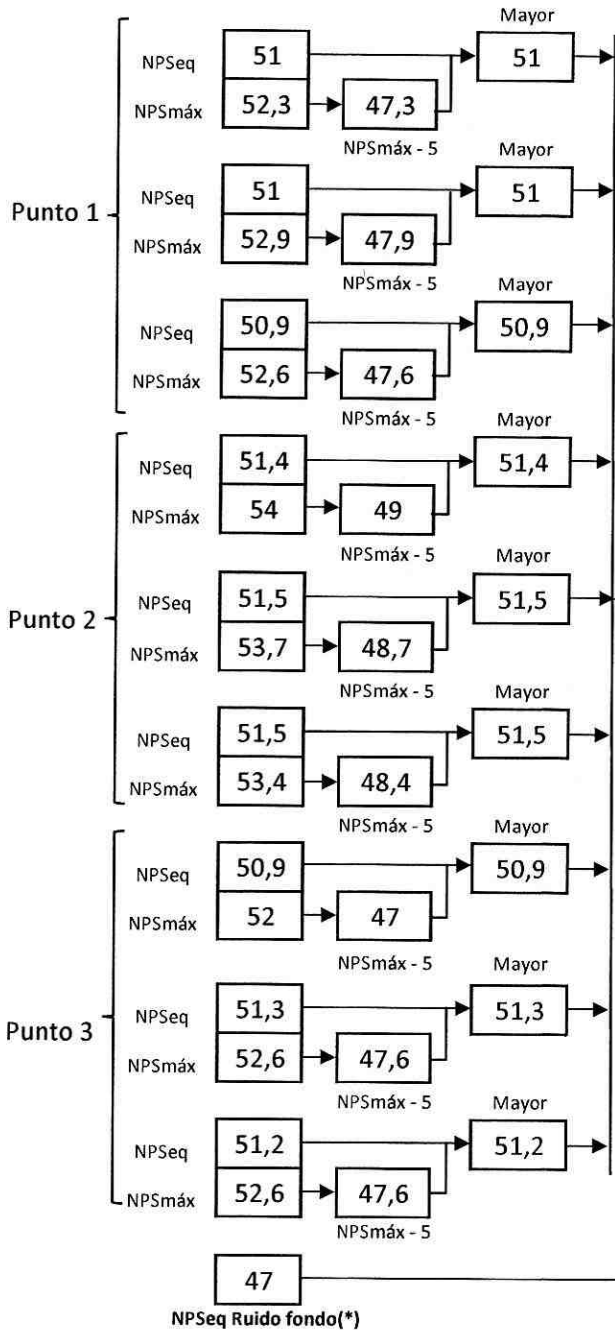 Mayor
NPSeq 51 51
NPSmáx 52,3 47,3
NPSmáx - 5
Mayor
NPSeq 51 51
Punto 1
NPSmáx 52,9 47,9
NPSmáx - 5
Mayor
NPSeq 50,9 50,9
NPSmáx 52,6 47,6
NPSmáx - 5
Mayor
NPSeq 51,4 51,4
NPSmáx 54 49
NPSmáx - 5
Mayor
NPSeq 51,5 51,5
Punto 2
NPSmáx 53,7 48,7
NPSmáx - 5
Mayor
NPSeq 51,5 51,5
NPSmáx 53,4 48,4
NPSmáx - 5
Mayor
NPSeq 50,9 50,9
NPSmáx 52 47
NPSmáx - 5
Mayor
NPSeq 51,3 51,3
Punto 3
NPSmáx 52,6 47,6
NPSmáx - 5
Mayor
NPSeq 51,2 51,2
NPSmáx 52,6 47,6
NPSmáx - 5
47
NPSeq Ruido fondo(*)